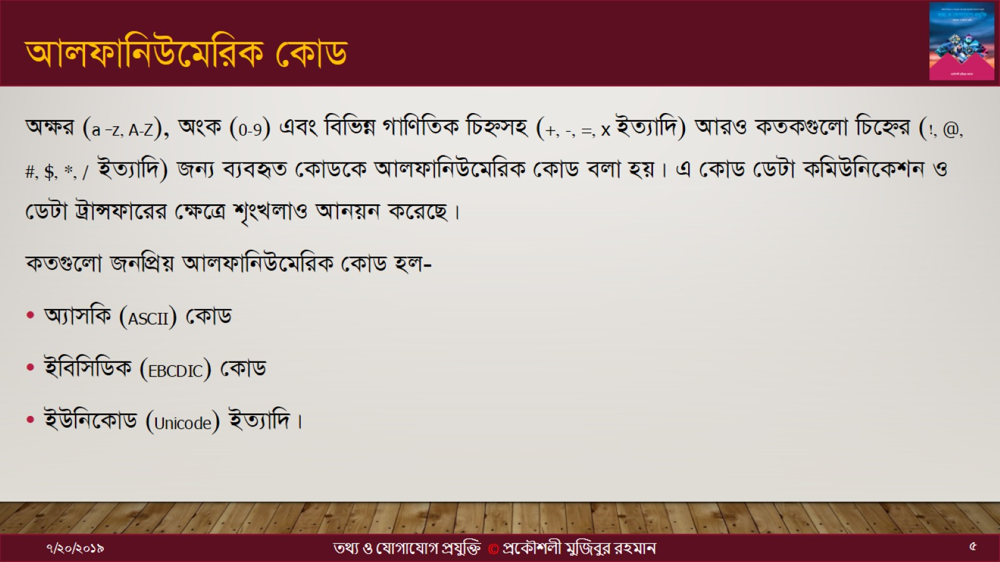 আলফানিউমেরিক কোড
তথ্য ও যোগাযোগ প্রযুক্তি
অক্ষর (a –z, A-Z), অংক (0-9) এবং বিভিন্ন গাণিতিক চিহ্নসহ (+, -, =, x ইত্যাদি) আরও কতকগুলো চিহ্নের (!, @,
#, $, *, / ইত্যাদি) জন্য ব্যবহৃত কোডকে আলফানিউমেরিক কোড বলা হয়। এ কোড ডেটা কমিউনিকেশন ও
ডেটা ট্রান্সফারের ক্ষেত্রে শৃংখলাও আনয়ন করেছে।
কতগুলো জনপ্রিয় আলফানিউমেরিক কোড হল-
• অ্যাসকি (ASCII) কোড
• ইবিসিডিক (EBCDIC) কোড
• ইউনিকোড (Unicode) ইত্যাদি।
৭/২০/২০১৯
তথ্য ও যোগাযোগ প্রযুক্তি © প্রকৌশলী মুজিবুর রহমান
৫